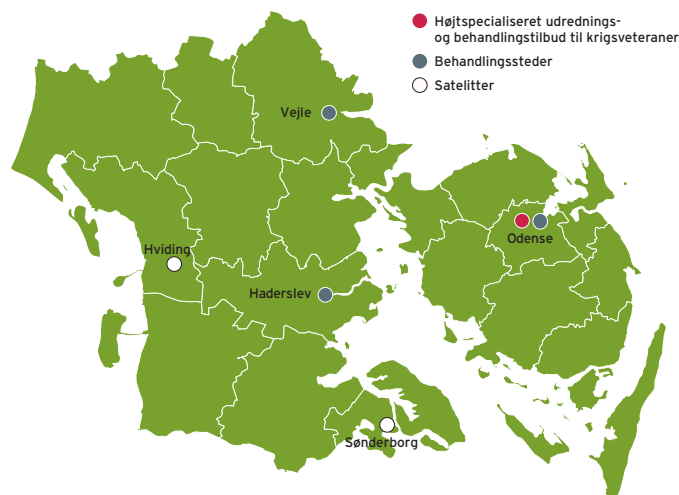 Højtspecialiseret udrednings-
og behandlingstilbud til krigsveteraner
Behandlingssteder
Satelitter
Vejle
Odense
Hviding
Haderslev
Sønderborg